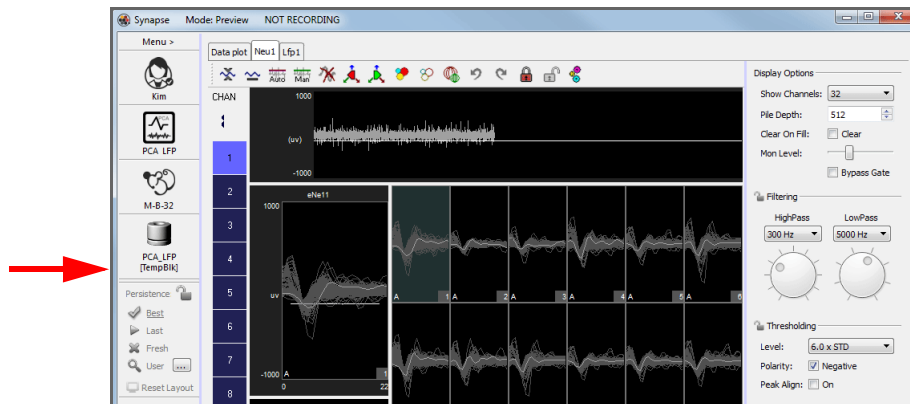 Synapse Mode: Preview NOT RECORDING
Menu >
Kim
PCA
PCA LFP
M-B-32
PCA_LFP
[TempBlk]
Persistence
Best
Last
Fresh
User ...
Reset Layout
Data plot Neu1 Lfp1
Auto Man
CHAN
1
1
2
3
4
5
6
7
8
1000
(uv)
-1000
eNe11
1000
uv
-1000
A 1
0 22
A 1 A 2 A 3 A 4 A 5 A 6
Display Options
Show Channels: 32
Pile Depth: 512
Clear On Fill: Clear
Mon Level:
Bypass Gate
Filtering
HighPass LowPass
300 Hz 5000 Hz
Thresholding
Level: 6.0 x STD
Polarity: Negative
Peak Align: On